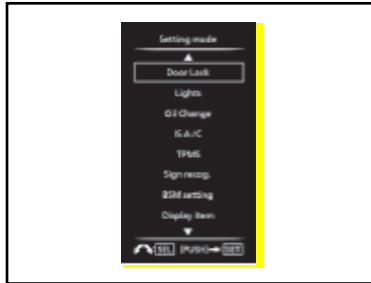 Setting mode
Door Lock
Lights
Oil Change
IS A/C
TPMS
Sign recog.
BSM setting
Display item
SEL [PUSH] SET